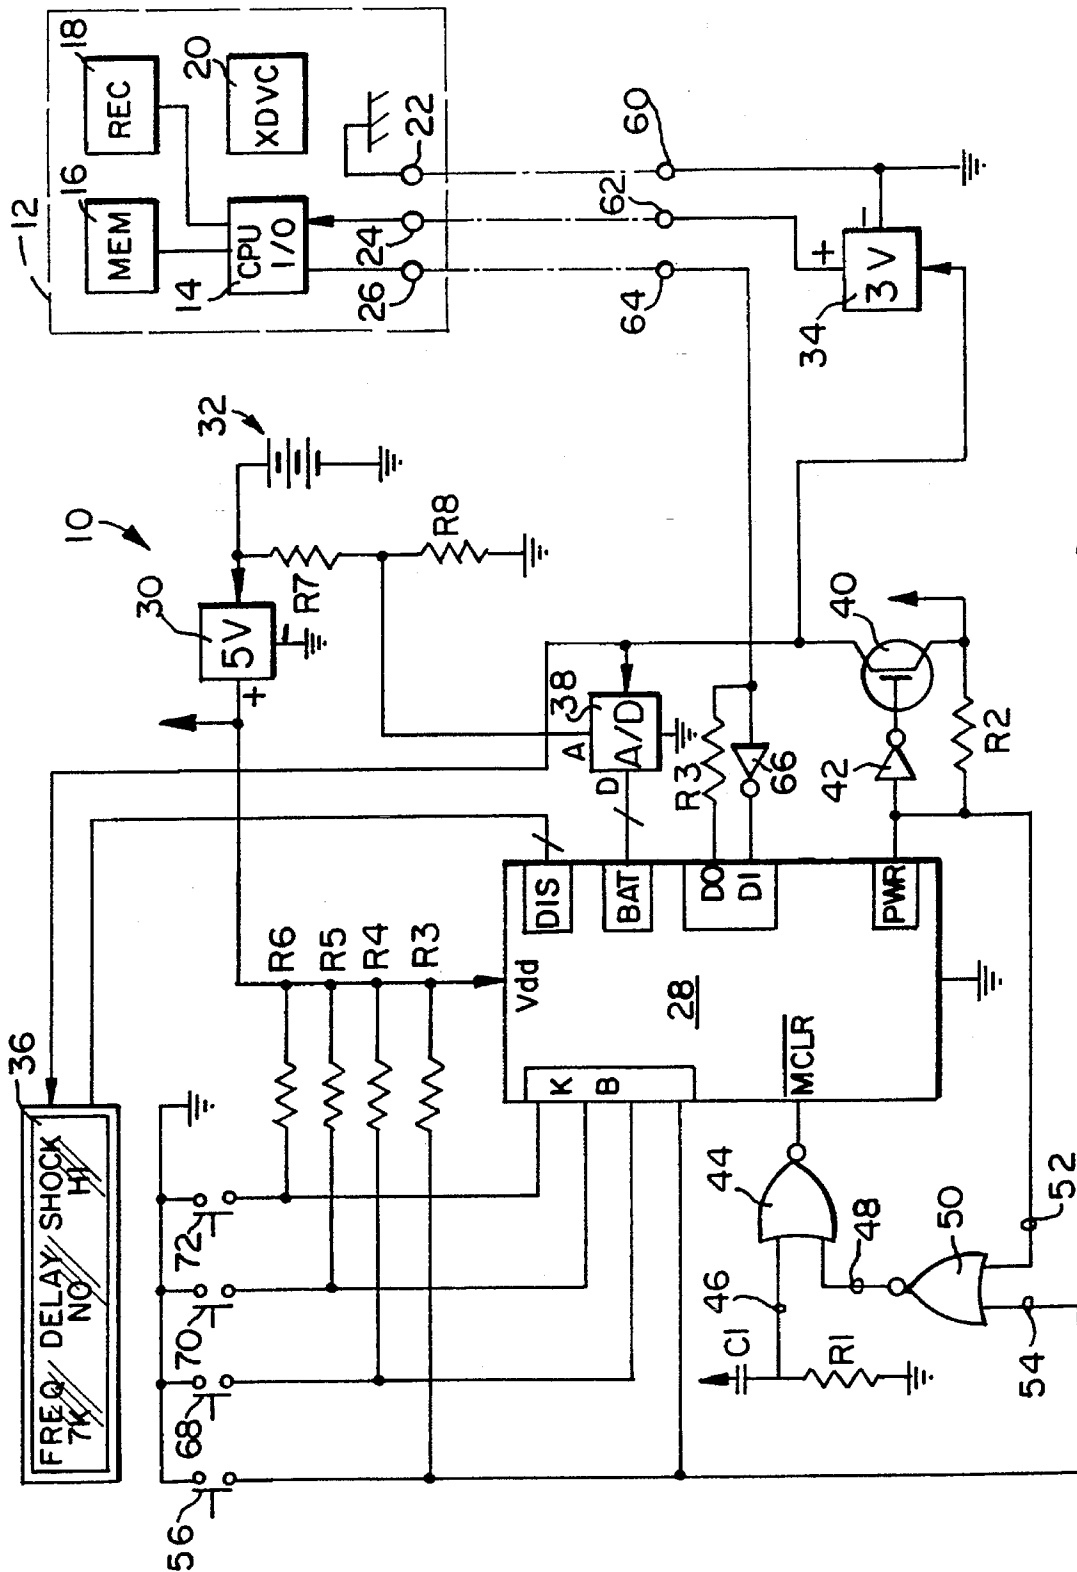 36
FREQ DELAY SHOCK
7K NO HI
10
30
5V
+
−
32
R7
R8
12
16
MEM
18
REC
14
CPU
I/O
20
XDVC
26
24
22
56
68
70
72
R6
R5
R4
R3
A
38
A/D
D
64
62
60
Vdd
DIS
BAT
DO
DI
PWR
K
B
28
MCLR
R3
66
42
40
R2
34
3V
+
−
44
46
48
C1
R1
50
54
52